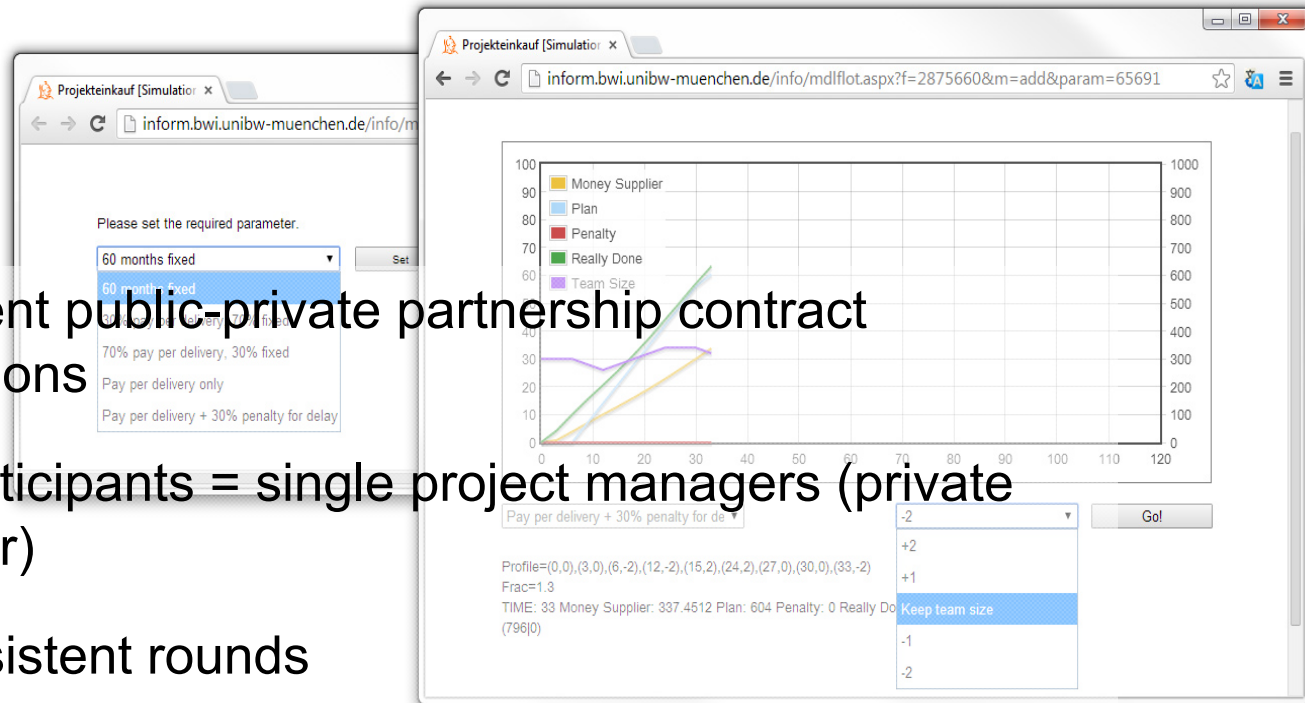 Projekteinkauf [Simulation
inform.bwi.unibw-muenchen.de/info/m
Please set the required parameter.
60 months fixed
Set
60 months fixed
30% pay per delivery, 70% fixed
70% pay per delivery, 30% fixed
Pay per delivery only
Pay per delivery + 30% penalty for delay
Projekteinkauf [Simulation
inform.bwi.unibw-muenchen.de/info/mdlflot.aspx?f=2875660&m=add&param=65691
Money Supplier
Plan
Penalty
Really Done
Team Size
100
90
80
70
60
40
30
20
10
0
1000
900
800
700
600
500
400
300
200
100
0
0 10 20 30 40 50 60 70 80 90 100 110 120
Pay per delivery + 30% penalty for de
-2
Go!
+2
+1
Keep team size
-1
-2
Profile=(0,0),(3,0),(6,-2),(12,-2),(15,2),(24,2),(27,0),(30,0),(33,-2)
Frac=1.3
TIME: 33 Money Supplier: 337.4512 Plan: 604 Penalty: 0 Really Do
(796|0)
ent public-private partnership contract
ons
ticipants = single project managers (private
r)
sistent rounds